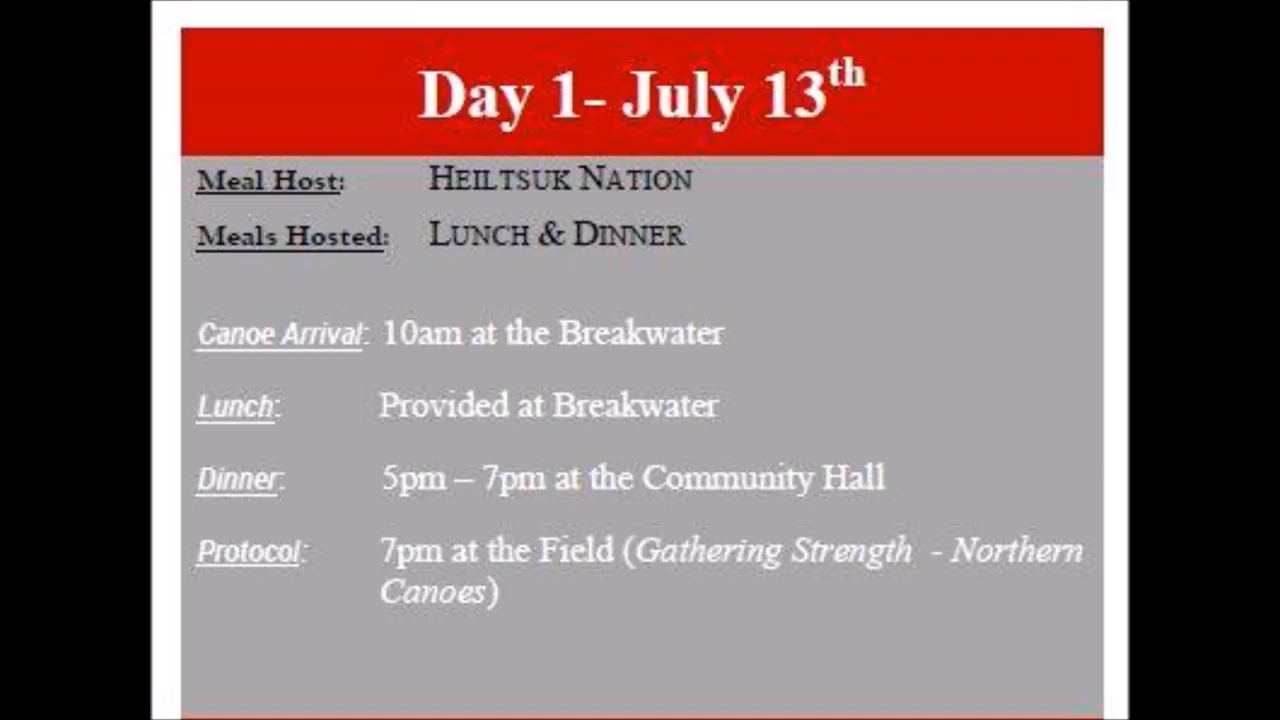 Day 1- July 13th
Meal Host: HEILTSUK NATION
Meals Hosted: LUNCH & DINNER
Canoe Arrival: 10am at the Breakwater
Lunch: Provided at Breakwater
Dinner: 5pm – 7pm at the Community Hall
Protocol: 7pm at the Field (Gathering Strength - Northern
Canoes)